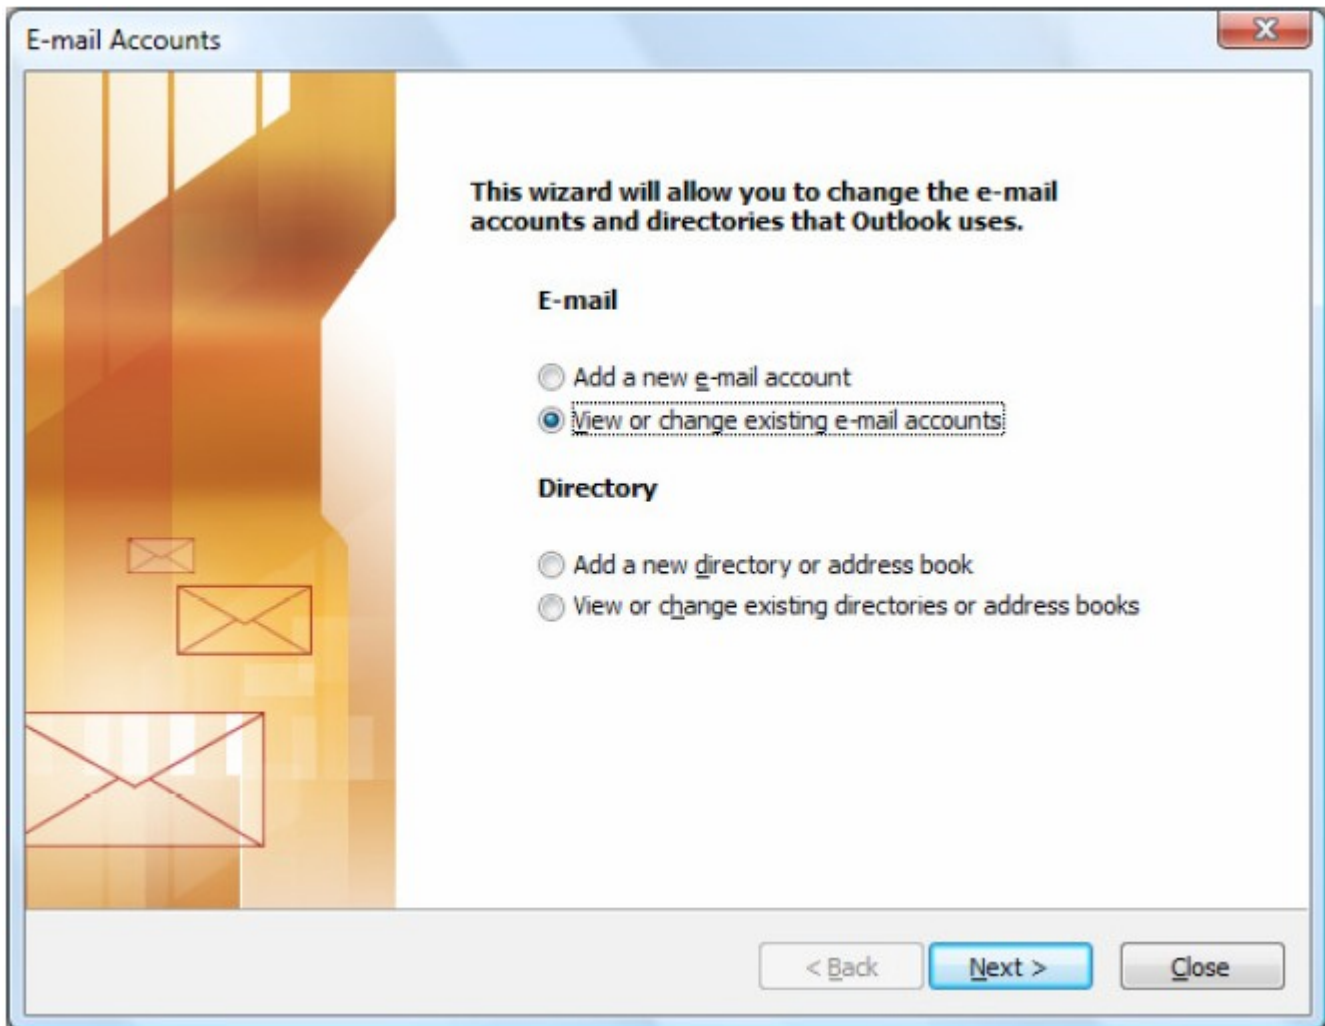 E-mail Accounts
This wizard will allow you to change the e-mail
accounts and directories that Outlook uses.
E-mail
Add a new e-mail account
View or change existing e-mail accounts
Directory
Add a new directory or address book
View or change existing directories or address books
< Back
Next >
Close